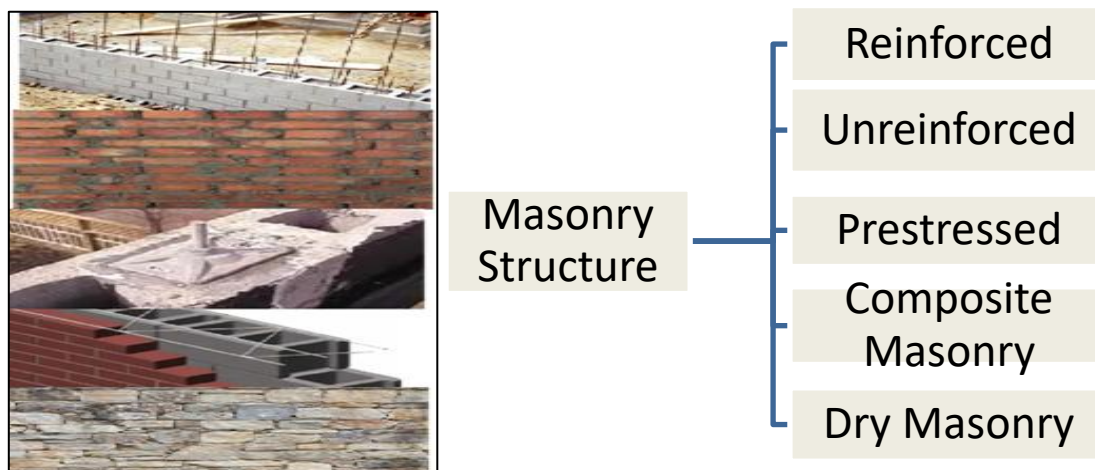 Masonry
Structure
Reinforced
Unreinforced
Prestressed
Composite
Masonry
Dry Masonry